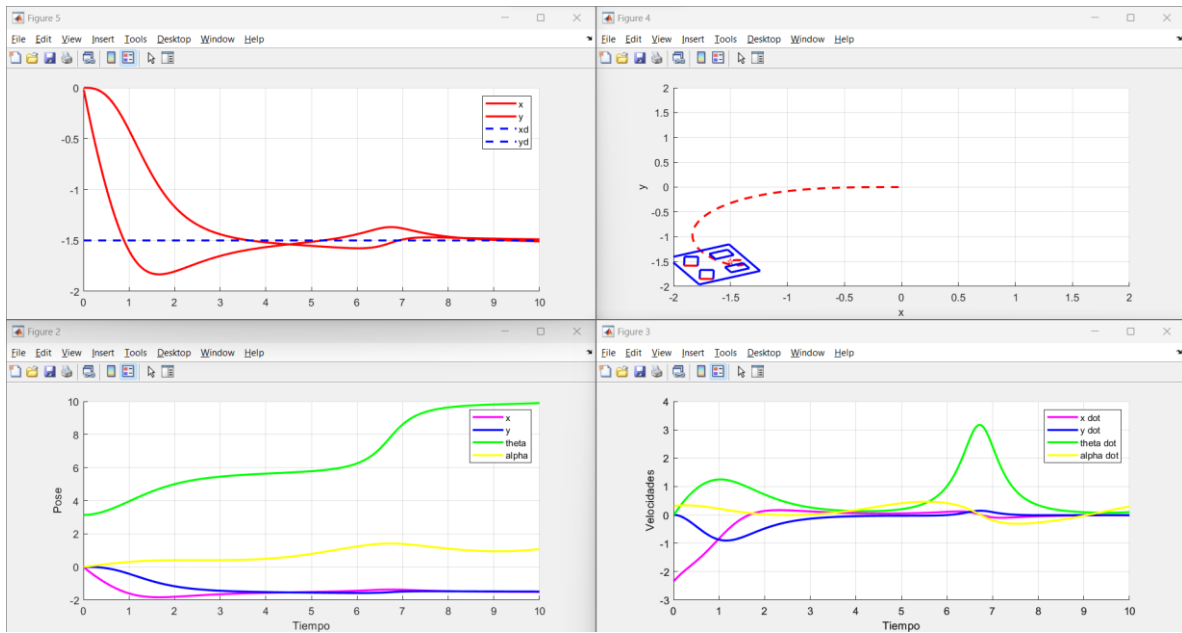 Figure 5
File Edit View Insert Tools Desktop Window Help
0
-0.5
-1
-1.5
-2
0 1 2 3 4 5 6 7 8 9 10
x
y
xd
yd
Figure 4
File Edit View Insert Tools Desktop Window Help
y
2
1.5
1
0.5
0
-0.5
-1
-1.5
-2
-2 -1.5 -1 -0.5 0 0.5 1 1.5 2
x
Figure 2
File Edit View Insert Tools Desktop Window Help
Pose
10
8
6
4
2
0
-2
0 1 2 3 4 5 6 7 8 9 10
Tiempo
x
y
theta
alpha
Figure 3
File Edit View Insert Tools Desktop Window Help
Velocidades
4
3
2
1
0
-1
-2
-3
0 1 2 3 4 5 6 7 8 9 10
Tiempo
x dot
y dot
theta dot
alpha dot